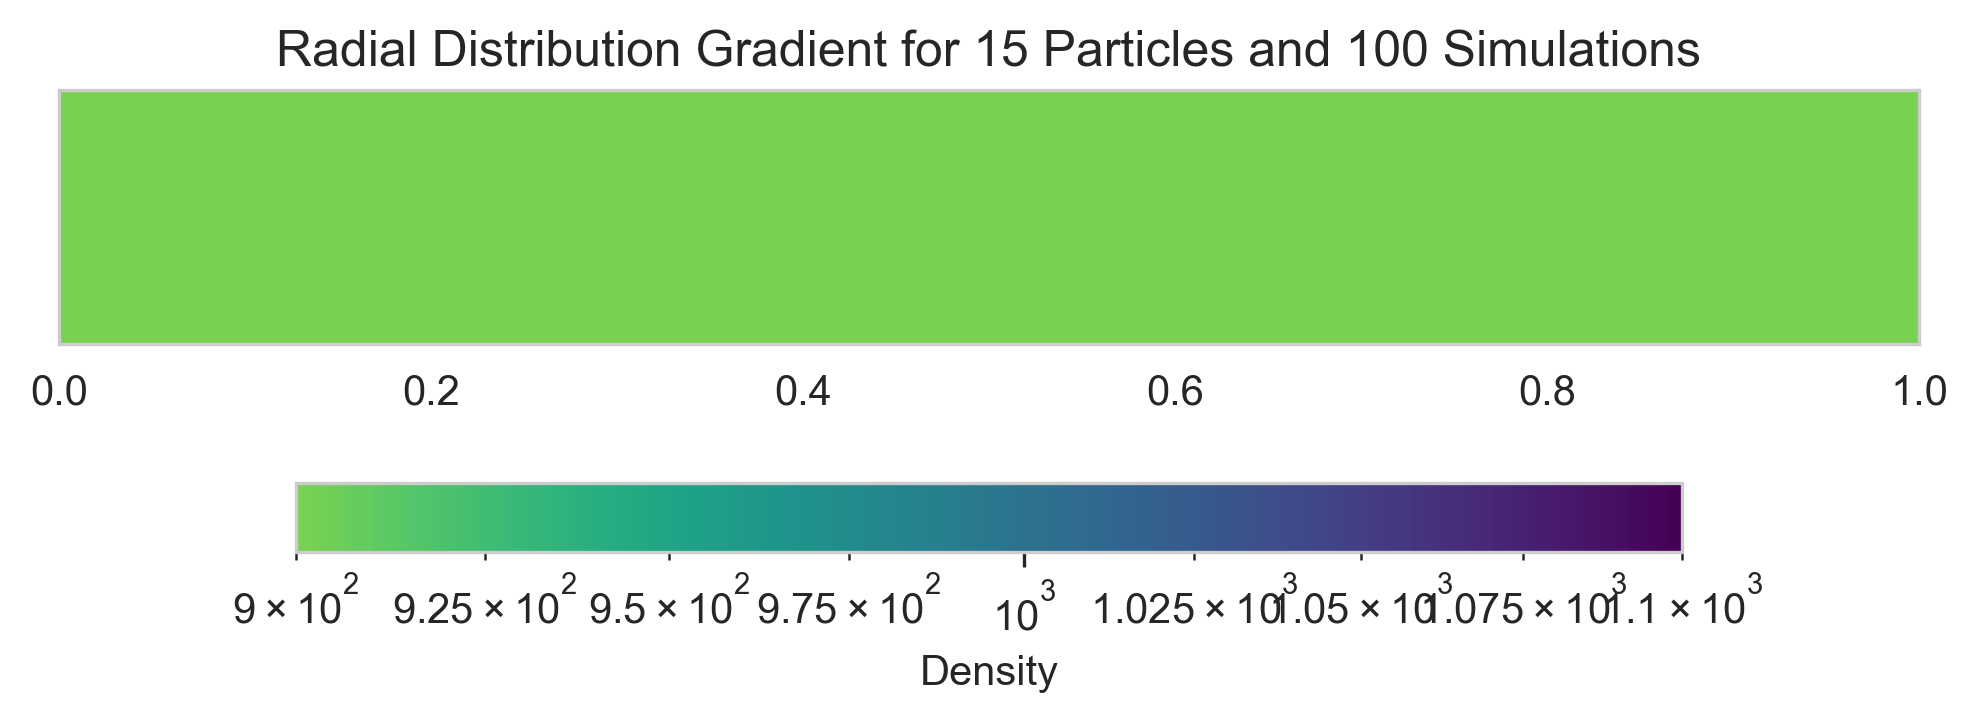 Radial Distribution Gradient for 15 Particles and 100 Simulations
0.0 0.2 0.4 0.6 0.8 1.0
9 × 10² 9.25 × 10² 9.5 × 10² 9.75 × 10² 10³ 1.025 × 10³ 1.05 × 10³ 1.075 × 10³ 1.1 × 10³
Density